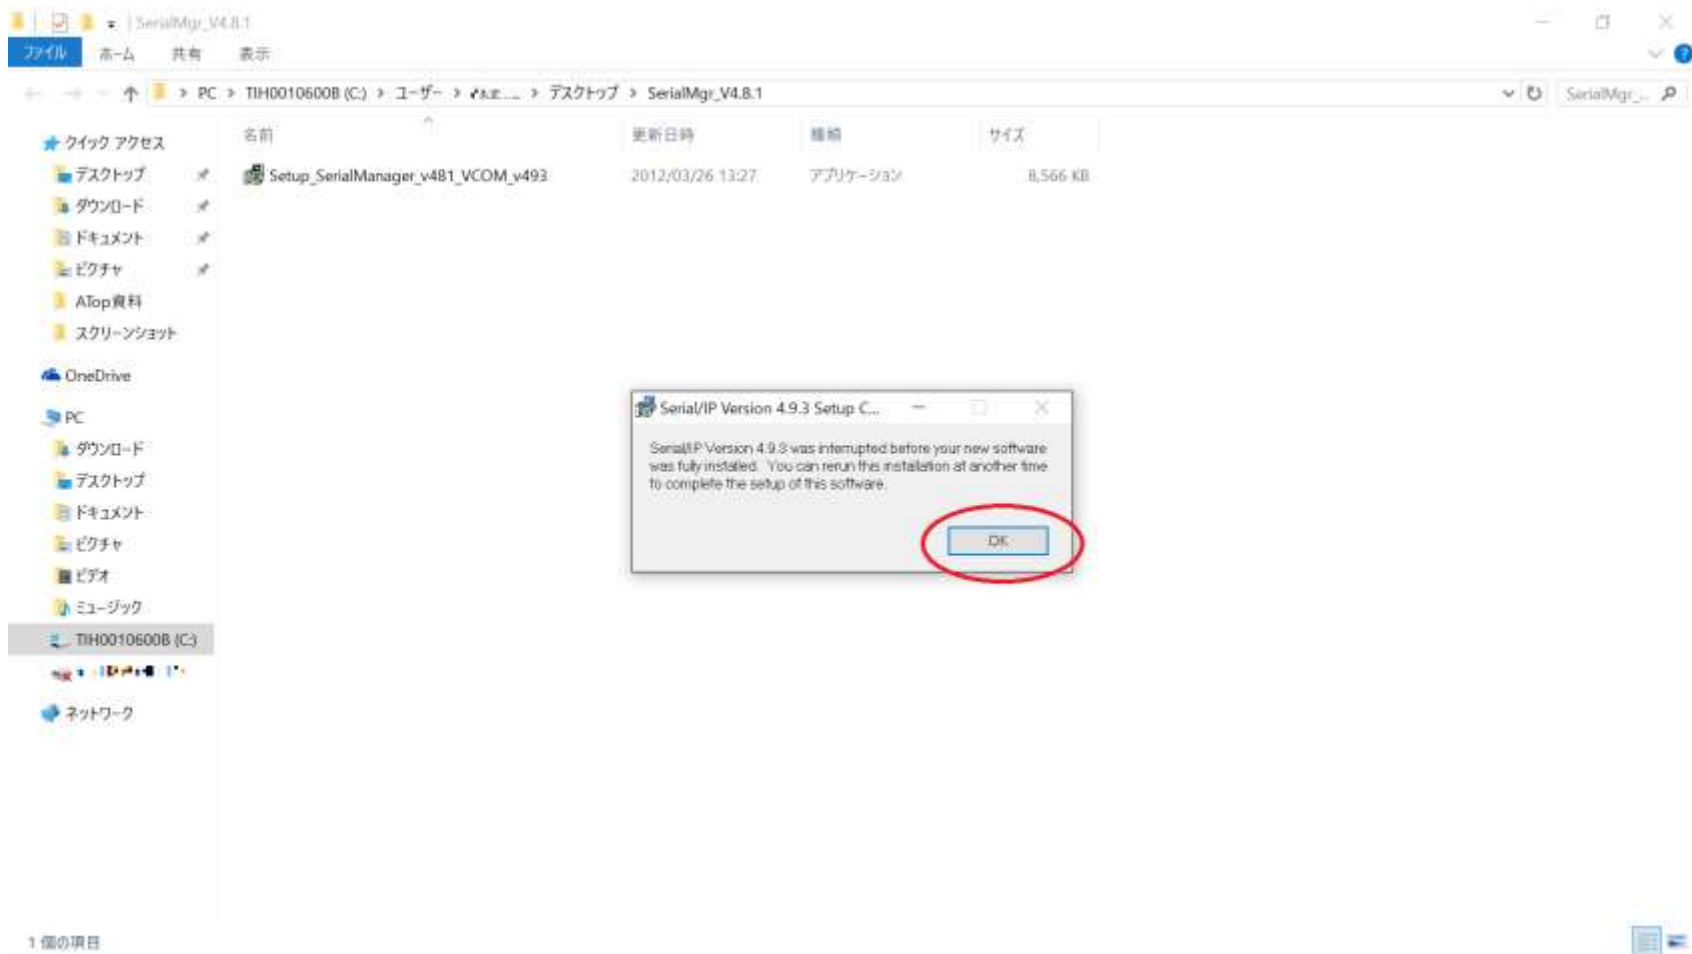 SerialMgr_V4.8.1
ファイル ホーム 共有 表示
PC > TIH0010600B (C:) > ユーザー > デスクトップ > SerialMgr_V4.8.1
SerialMgr_...
名前 更新日時 種類 サイズ
Setup_SerialManager_v481_VCOM_v493 2012/03/26 13:27 アプリケーション 8,566 KB
クイック アクセス
デスクトップ
ダウンロード
ドキュメント
ピクチャ
ATop資料
スクリーンショット
OneDrive
PC
ダウンロード
デスクトップ
ドキュメント
ピクチャ
ビデオ
ミュージック
TIH0010600B (C:)
ネットワーク
Serial/IP Version 4.9.3 Setup C...
Serial/IP Version 4.9.3 was interrupted before your new software
was fully installed. You can rerun this installation at another time
to complete the setup of this software.
OK
1 個の項目